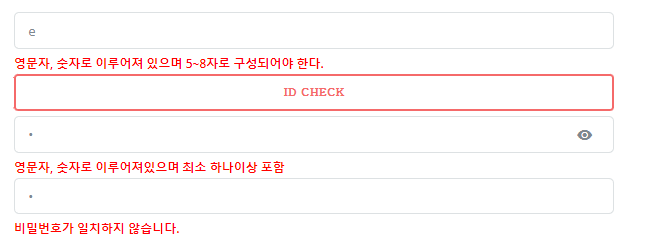 e
영문자, 숫자로 이루어져 있으며 5~8자로 구성되어야 한다.
ID CHECK
•
영문자, 숫자로 이루어져있으며 최소 하나이상 포함
•
비밀번호가 일치하지 않습니다.